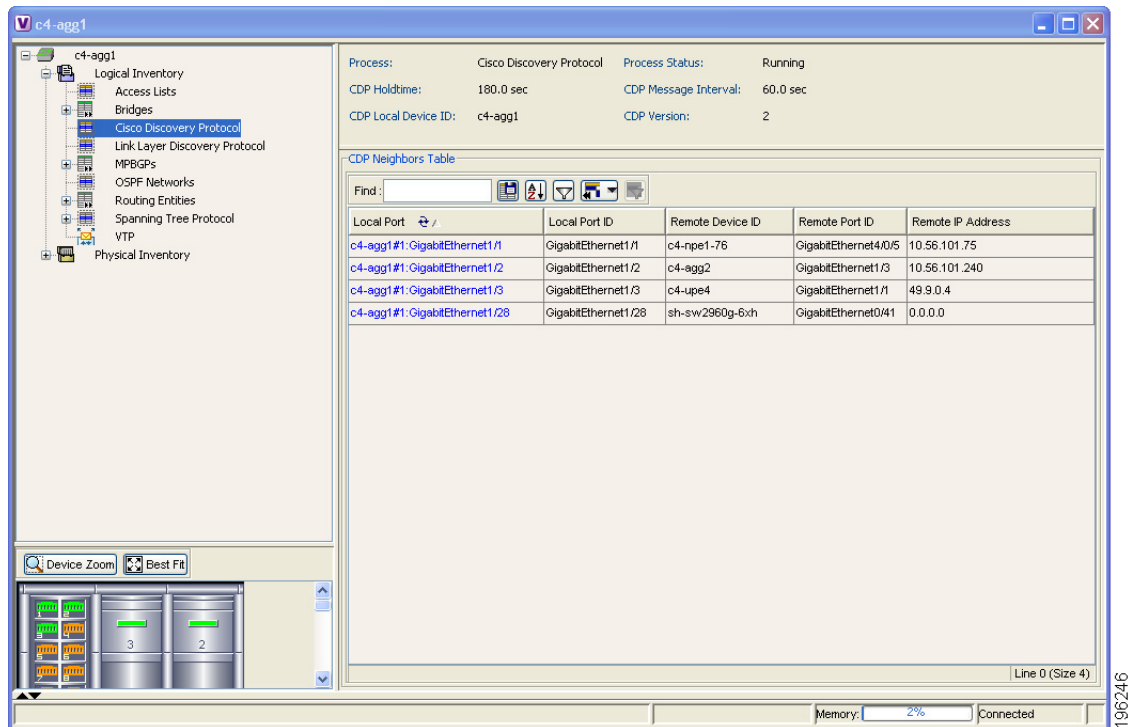 c4-agg1
c4-agg1
Logical Inventory
Access Lists
Bridges
Cisco Discovery Protocol
Link Layer Discovery Protocol
MPBGPs
OSPF Networks
Routing Entities
Spanning Tree Protocol
VTP
Physical Inventory
Process: Cisco Discovery Protocol Process Status: Running
CDP Holdtime: 180.0 sec CDP Message Interval: 60.0 sec
CDP Local Device ID: c4-agg1 CDP Version: 2
CDP Neighbors Table
Find :
Local Port Local Port ID Remote Device ID Remote Port ID Remote IP Address
c4-agg1#1:GigabitEthernet1/1 GigabitEthernet1/1 c4-npe1-76 GigabitEthernet4/0/5 10.56.101.75
c4-agg1#1:GigabitEthernet1/2 GigabitEthernet1/2 c4-agg2 GigabitEthernet1/3 10.56.101.240
c4-agg1#1:GigabitEthernet1/3 GigabitEthernet1/3 c4-upe4 GigabitEthernet1/1 49.9.0.4
c4-agg1#1:GigabitEthernet1/28 GigabitEthernet1/28 sh-sw2960g-6xh GigabitEthernet0/41 0.0.0.0
Line 0 (Size 4)
Device Zoom Best Fit
3 2
Memory: 2% Connected
196246